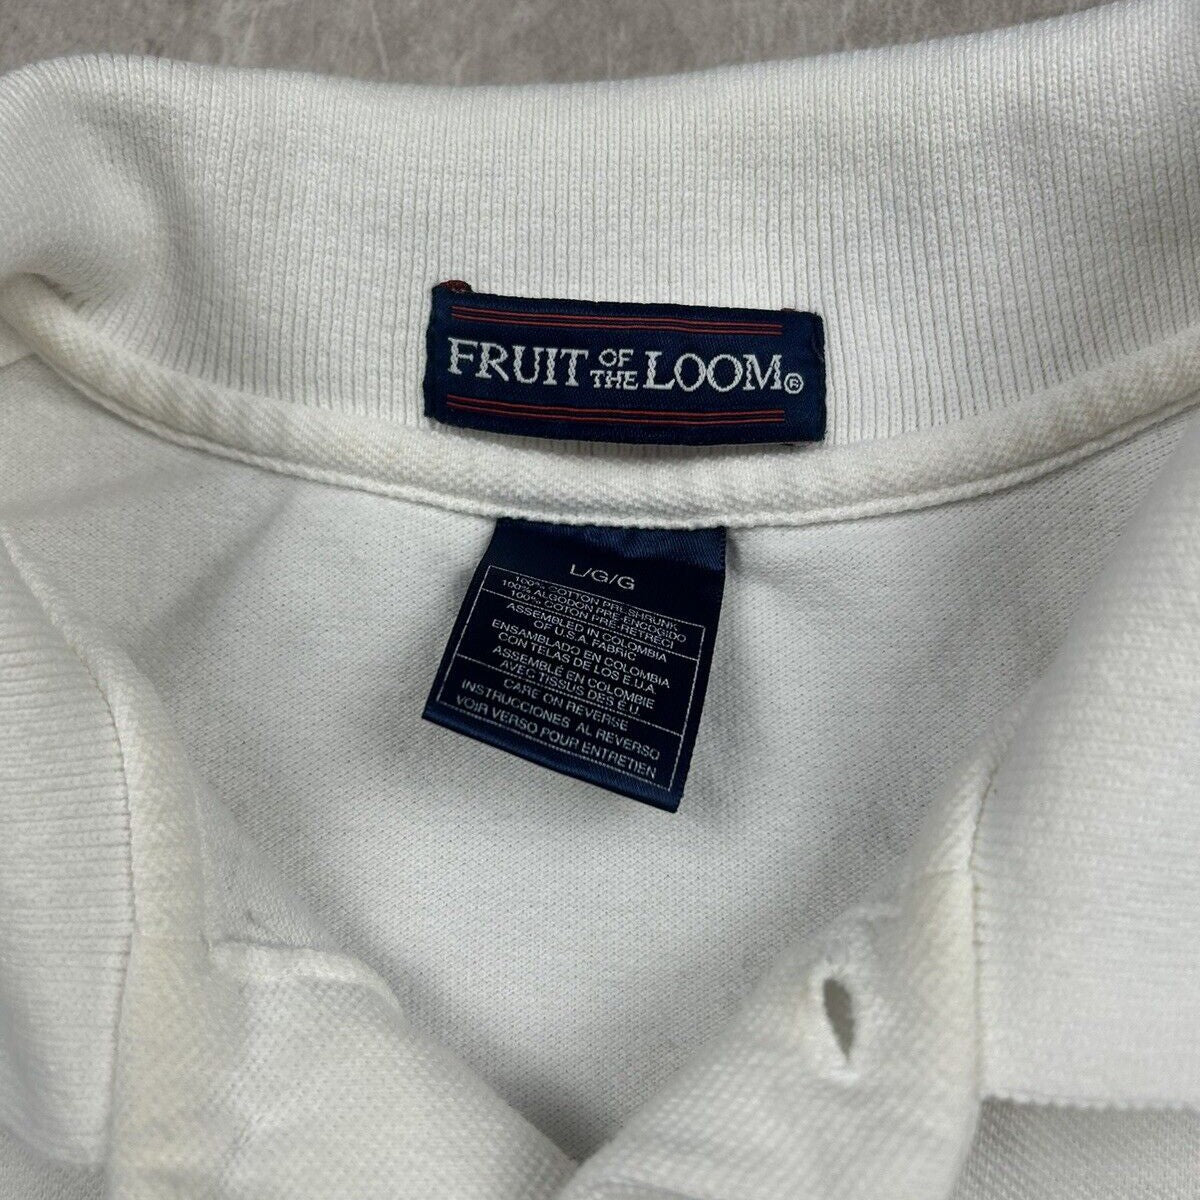 FRUIT OF THE LOOM®
L/G/G
100% COTTON PRE-SHRUNK
100% ALGODON PRE-ENCOGIDO
100% COTON PRÉ-RETRECI
ASSEMBLED IN COLOMBIA
OF U.S.A. FABRIC
ENSAMBLADO EN COLOMBIA
CON TELAS DE LOS E.U.A.
ASSEMBLÉ EN COLOMBIE
AVEC TISSUS DES É.U.
CARE ON REVERSE
INSTRUCCIONES AL REVERSO
VOIR VERSO POUR ENTRETIEN